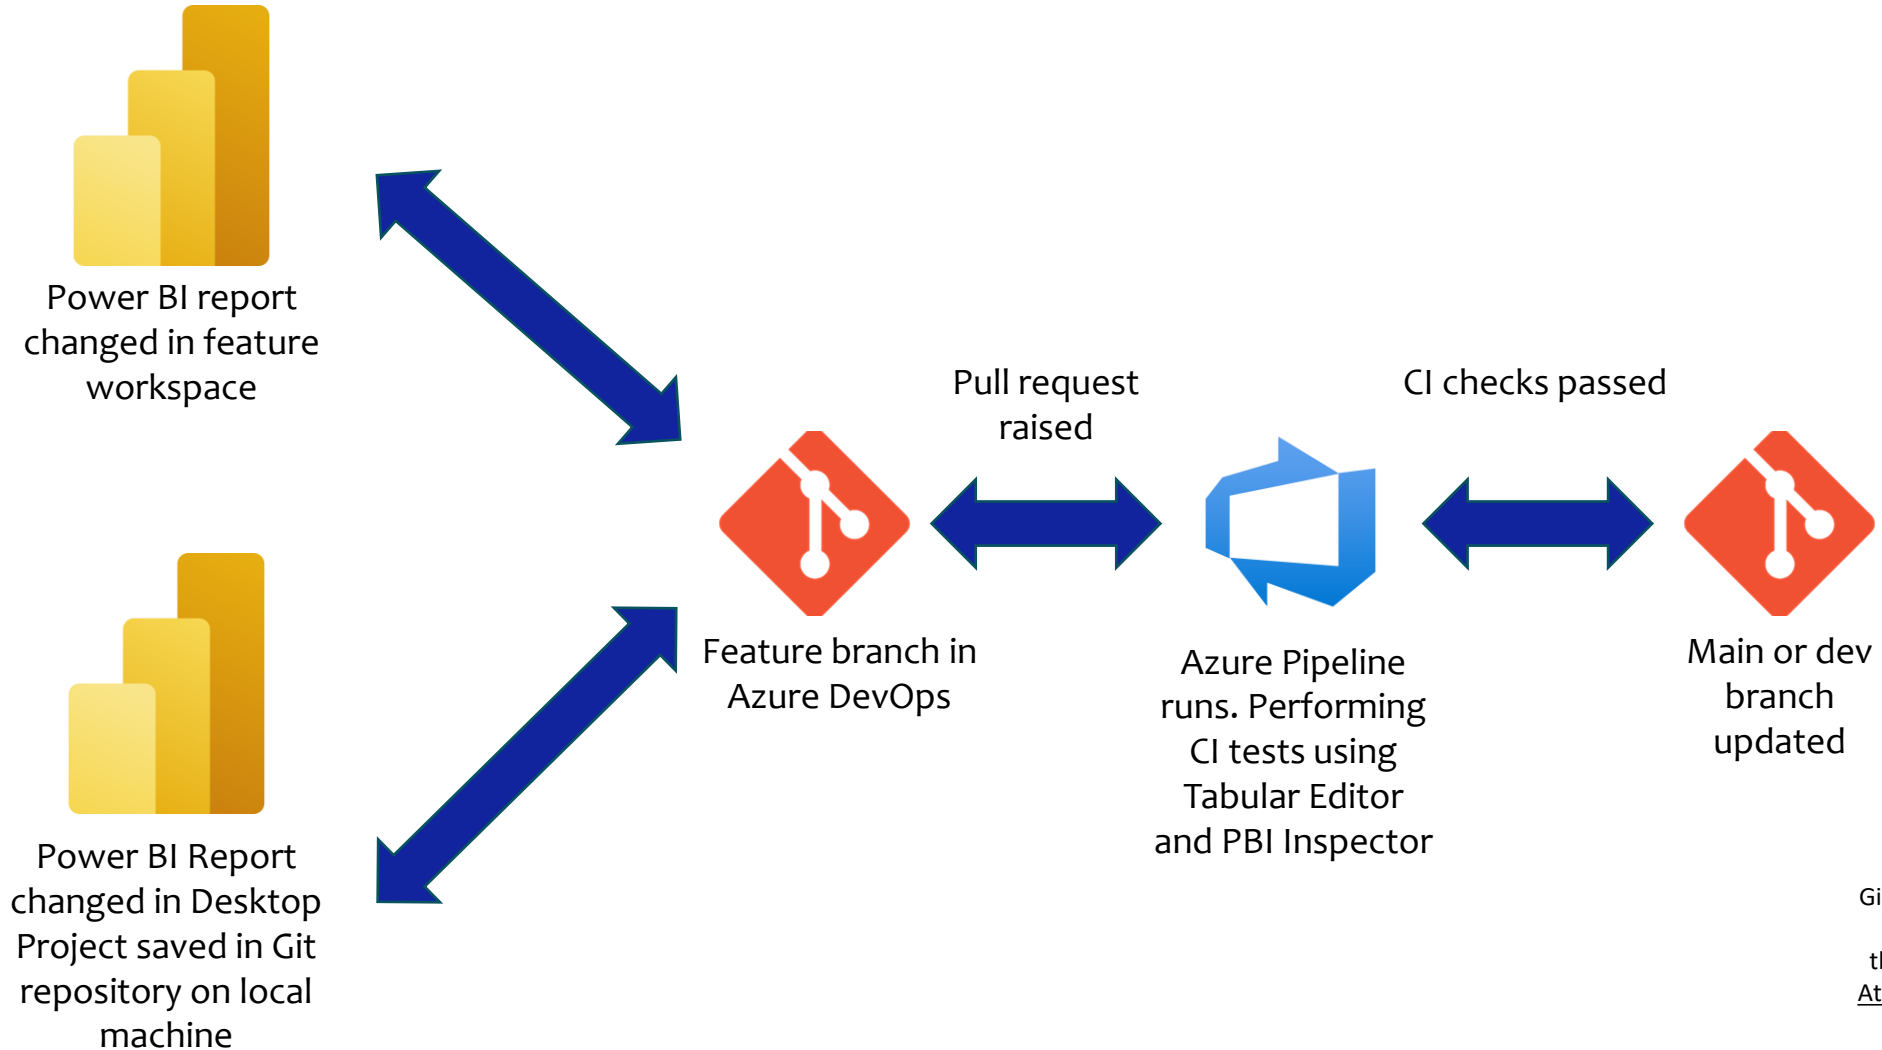 Power BI report
changed in feature
workspace
Pull request
raised
CI checks passed
Feature branch in
Azure DevOps
Azure Pipeline
runs. Performing
CI tests using
Tabular Editor
and PBI Inspector
Main or dev
branch
updated
Power BI Report
changed in Desktop
Project saved in Git
repository on local
machine